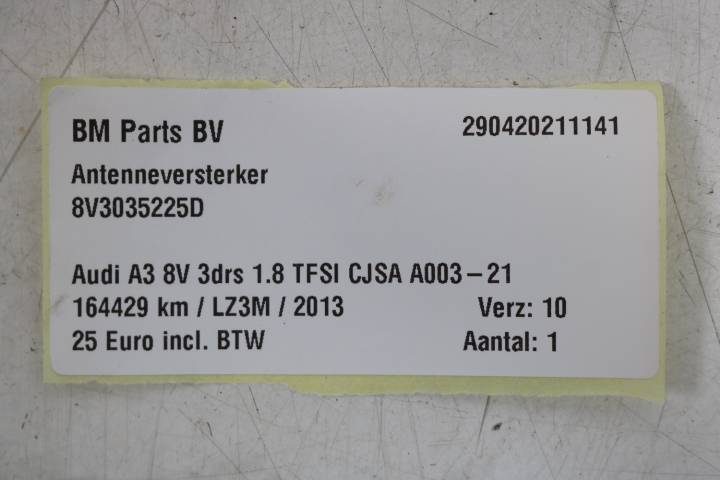 BM Parts BV 290420211141
Antenneversterker
8V3035225D
Audi A3 8V 3drs 1.8 TFSI CJSA A003-21
164429 km / LZ3M / 2013 Verz: 10
25 Euro incl. BTW Aantal: 1